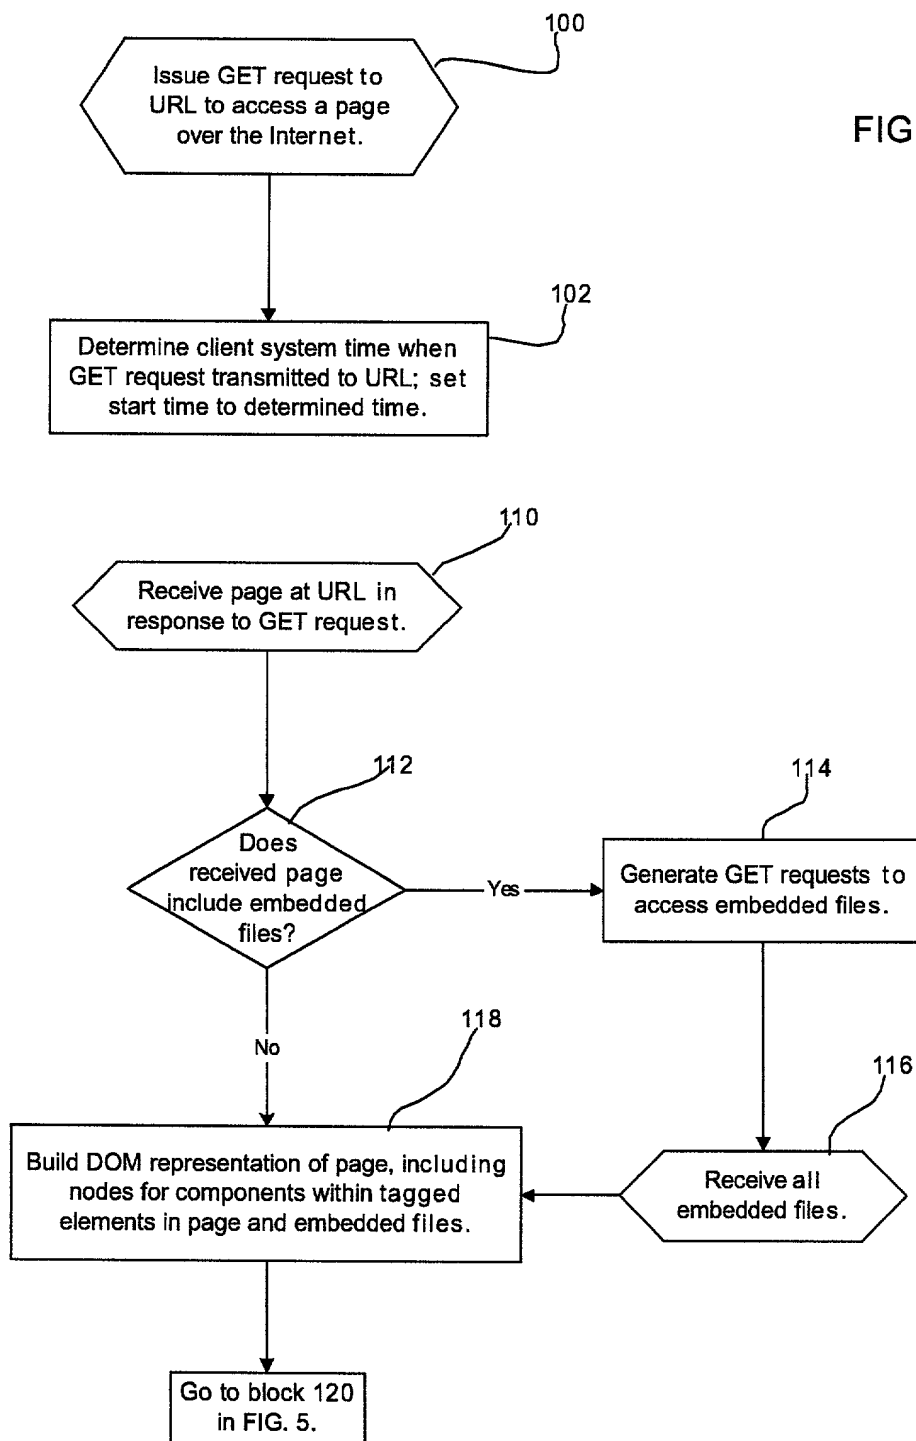 100
Issue GET request to
URL to access a page
over the Internet.
FIG
102
Determine client system time when
GET request transmitted to URL; set
start time to determined time.
110
Receive page at URL in
response to GET request.
112
Does
received page
include embedded
files?
Yes
114
Generate GET requests to
access embedded files.
No
118
116
Build DOM representation of page, including
nodes for components within tagged
elements in page and embedded files.
Receive all
embedded files.
Go to block 120
in FIG. 5.